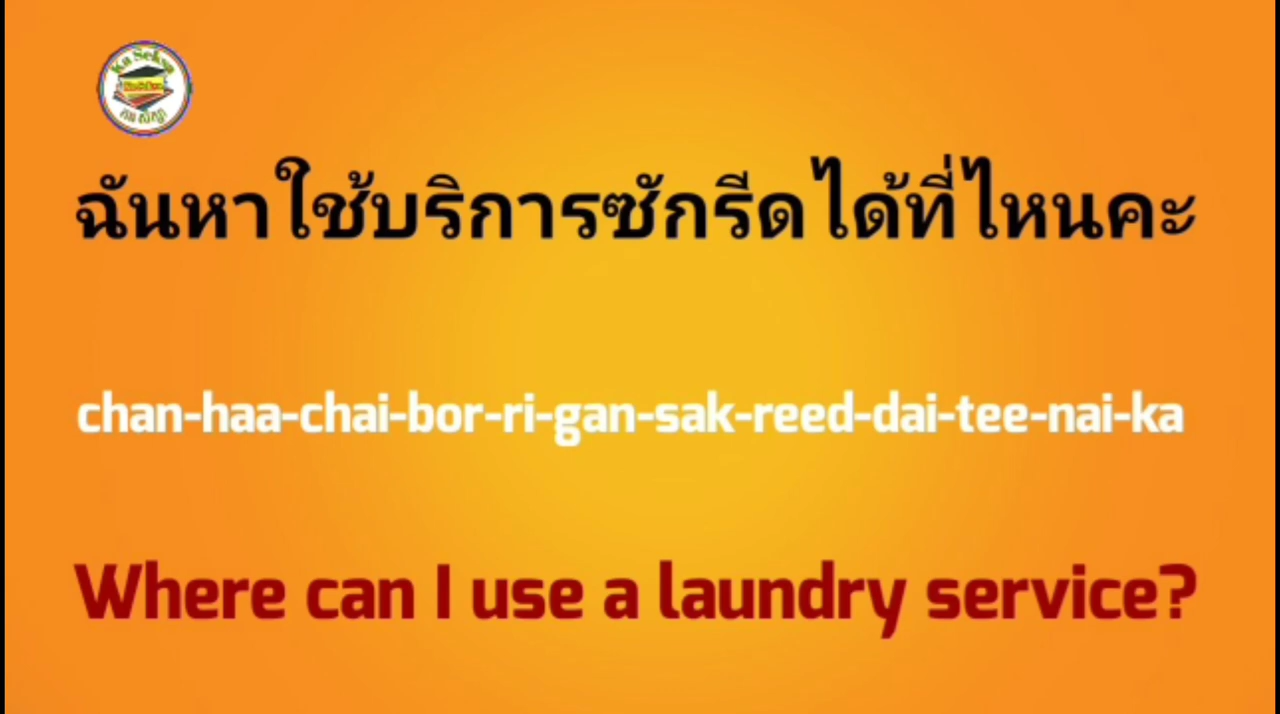 Ka Seksa
ฉันหาใช้บริการซักรีดได้ที่ไหนคะ
chan-haa-chai-bor-ri-gan-sak-reed-dai-tee-nai-ka
Where can I use a laundry service?